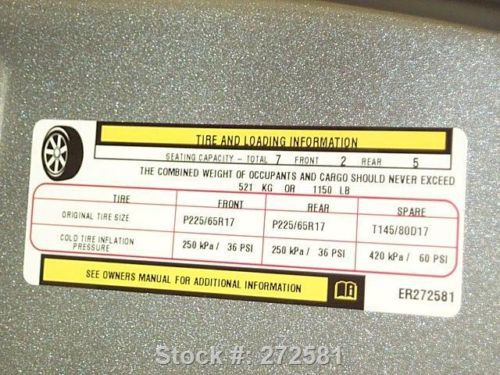 TIRE AND LOADING INFORMATION
SEATING CAPACITY - TOTAL 7 FRONT 2 REAR 5
THE COMBINED WEIGHT OF OCCUPANTS AND CARGO SHOULD NEVER EXCEED
521 KG OR 1150 LB
TIRE FRONT REAR SPARE
ORIGINAL TIRE SIZE P225/65R17 P225/65R17 T145/80D17
COLD TIRE INFLATION
PRESSURE 250 kPa / 36 PSI 250 kPa / 36 PSI 420 kPa / 60 PSI
SEE OWNERS MANUAL FOR ADDITIONAL INFORMATION ER272581
Stock #: 272581